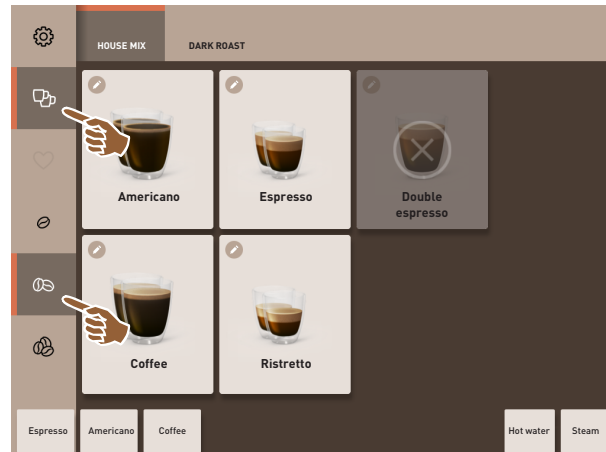 HOUSE MIX
DARK ROAST
Americano
Espresso
Double
espresso
Coffee
Ristretto
Espresso
Americano
Coffee
Hot water
Steam